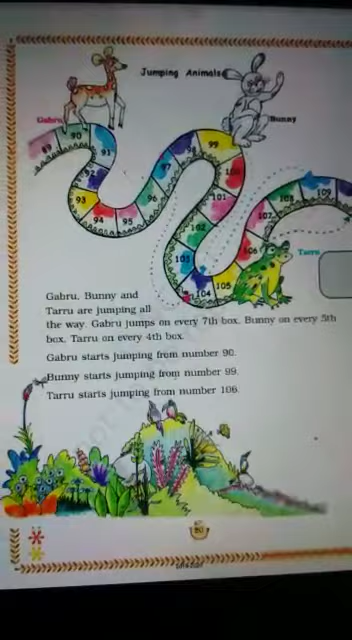 Jumping Animals
Gabru
Bunny
89 90 91
92
93
94 95
96
98 99
101
102
103
104 105
106
107
108 109
Tarru
Gabru, Bunny and
Tarru are jumping all
the way. Gabru jumps on every 7th box, Bunny on every 5th
box, Tarru on every 4th box.
Gabru starts jumping from number 90.
Bunny starts jumping from number 99.
Tarru starts jumping from number 106.